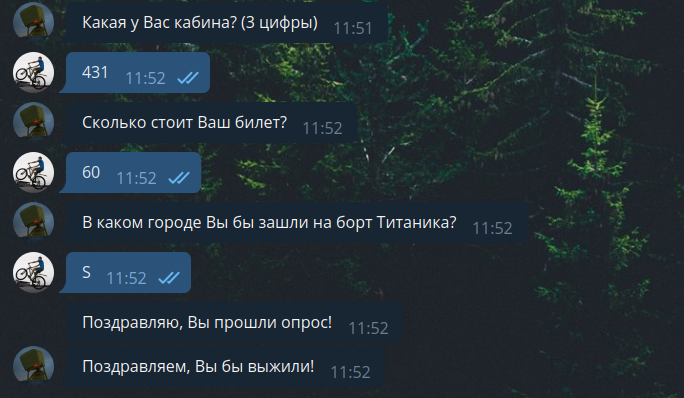 Какая у Вас кабина? (3 цифры) 11:51
431 11:52
Сколько стоит Ваш билет? 11:52
60 11:52
В каком городе Вы бы зашли на борт Титаника? 11:52
S 11:52
Поздравляю, Вы прошли опрос! 11:52
Поздравляем, Вы бы выжили! 11:52